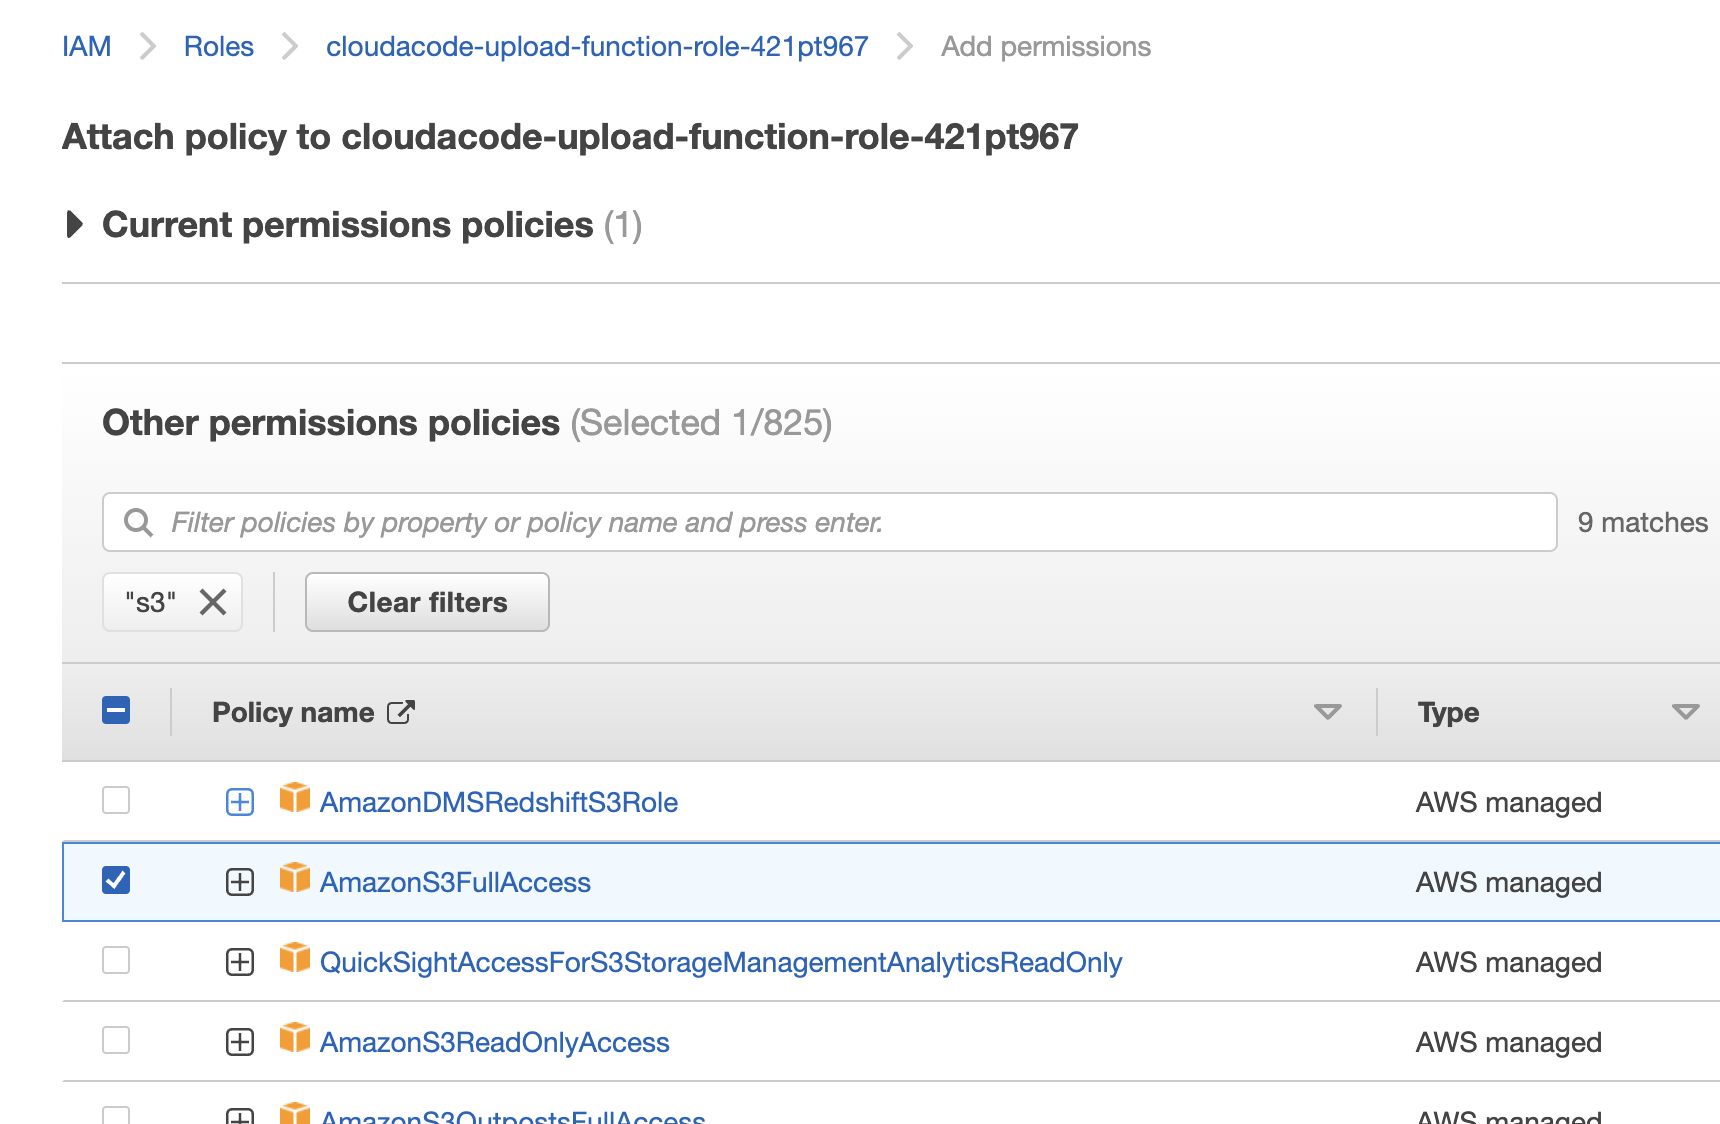 IAM Roles cloudacode-upload-function-role-421pt967 Add permissions
Attach policy to cloudacode-upload-function-role-421pt967
Current permissions policies (1)
Other permissions policies (Selected 1/825)
Filter policies by property or policy name and press enter. 9 matches
"s3" Clear filters
Policy name Type
AmazonDMSRedshiftS3Role AWS managed
AmazonS3FullAccess AWS managed
QuickSightAccessForS3StorageManagementAnalyticsReadOnly AWS managed
AmazonS3ReadOnlyAccess AWS managed
AmazonS3OutpostsFullAccess AWS managed